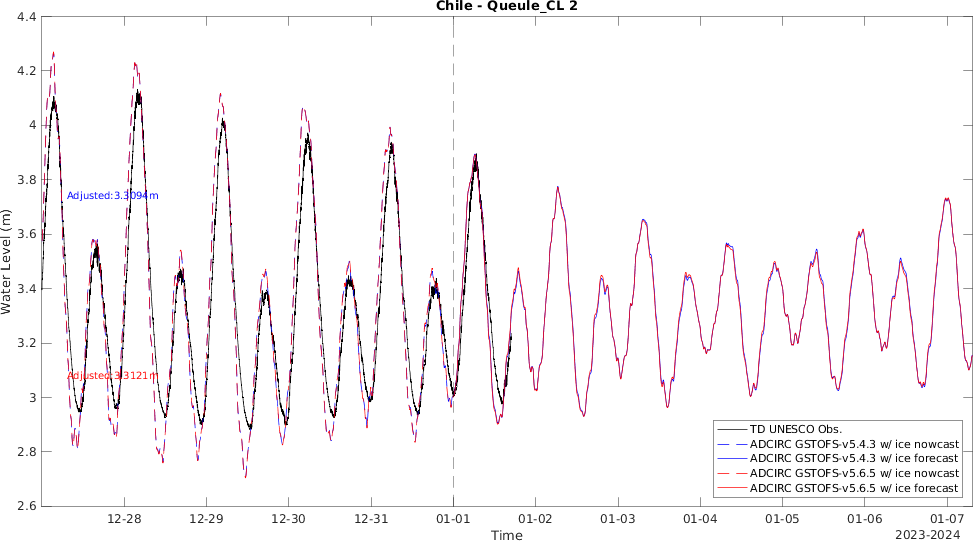 Chile - Queule_CL 2
4.4
4.2
4
3.8
3.6
3.4
3.2
3
2.8
2.6
Water Level (m)
Adjusted:3.3094m
Adjusted:3.3121m
TD UNESCO Obs.
ADCIRC GSTOFS-v5.4.3 w/ ice nowcast
ADCIRC GSTOFS-v5.4.3 w/ ice forecast
ADCIRC GSTOFS-v5.6.5 w/ ice nowcast
ADCIRC GSTOFS-v5.6.5 w/ ice forecast
12-28 12-29 12-30 12-31 01-01 01-02 01-03 01-04 01-05 01-06 01-07
Time
2023-2024